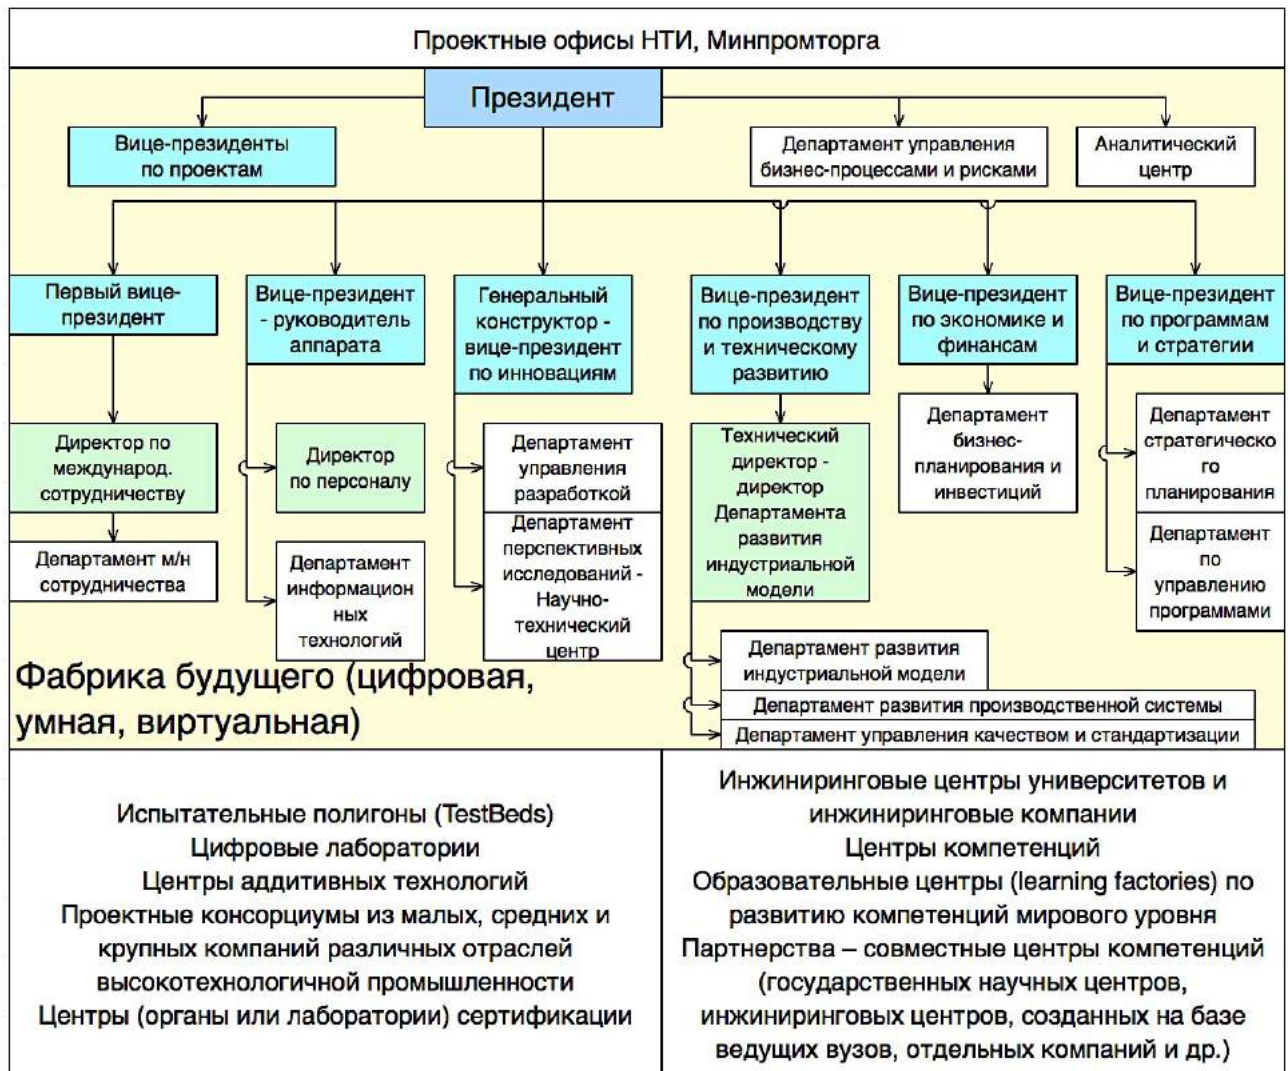 Проектные офисы НТИ, Минпромторга
Президент
Вице-президенты
по проектам
Департамент управления
бизнес-процессами и рисками
Аналитический
центр
Первый вице-
президент
Вице-президент
- руководитель
аппарата
Генеральный
конструктор -
вице-президент
по инновациям
Вице-президент
по производству
и техническому
развитию
Вице-президент
по экономике и
финансам
Вице-президент
по программам
и стратегии
Директор по
международ.
сотрудничеству
Директор
по персоналу
Департамент
управления
разработкой
Технический
директор -
директор
Департамента
развития
индустриальной
модели
Департамент
бизнес-
планирования и
инвестиций
Департамент
стратегическо
го
планирования
Департамент м/н
сотрудничества
Департамент
информацион
ных
технологий
Департамент
перспективных
исследований -
Научно-
технический
центр
Департамент
по
управлению
программами
Департамент развития
индустриальной модели
Департамент развития производственной системы
Департамент управления качеством и стандартизации
Фабрика будущего (цифровая,
умная, виртуальная)
Испытательные полигоны (TestBeds)
Цифровые лаборатории
Центры аддитивных технологий
Проектные консорциумы из малых, средних и
крупных компаний различных отраслей
высокотехнологичной промышленности
Центры (органы или лаборатории) сертификации
Инжиниринговые центры университетов и
инжиниринговые компании
Центры компетенций
Образовательные центры (learning factories) по
развитию компетенций мирового уровня
Партнерства – совместные центры компетенций
(государственных научных центров,
инжиниринговых центров, созданных на базе
ведущих вузов, отдельных компаний и др.)